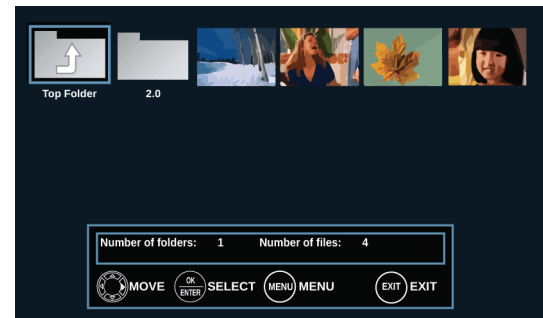 Top Folder 2.0
Number of folders: 1 Number of files: 4
MOVE OK ENTER SELECT MENU MENU EXIT EXIT